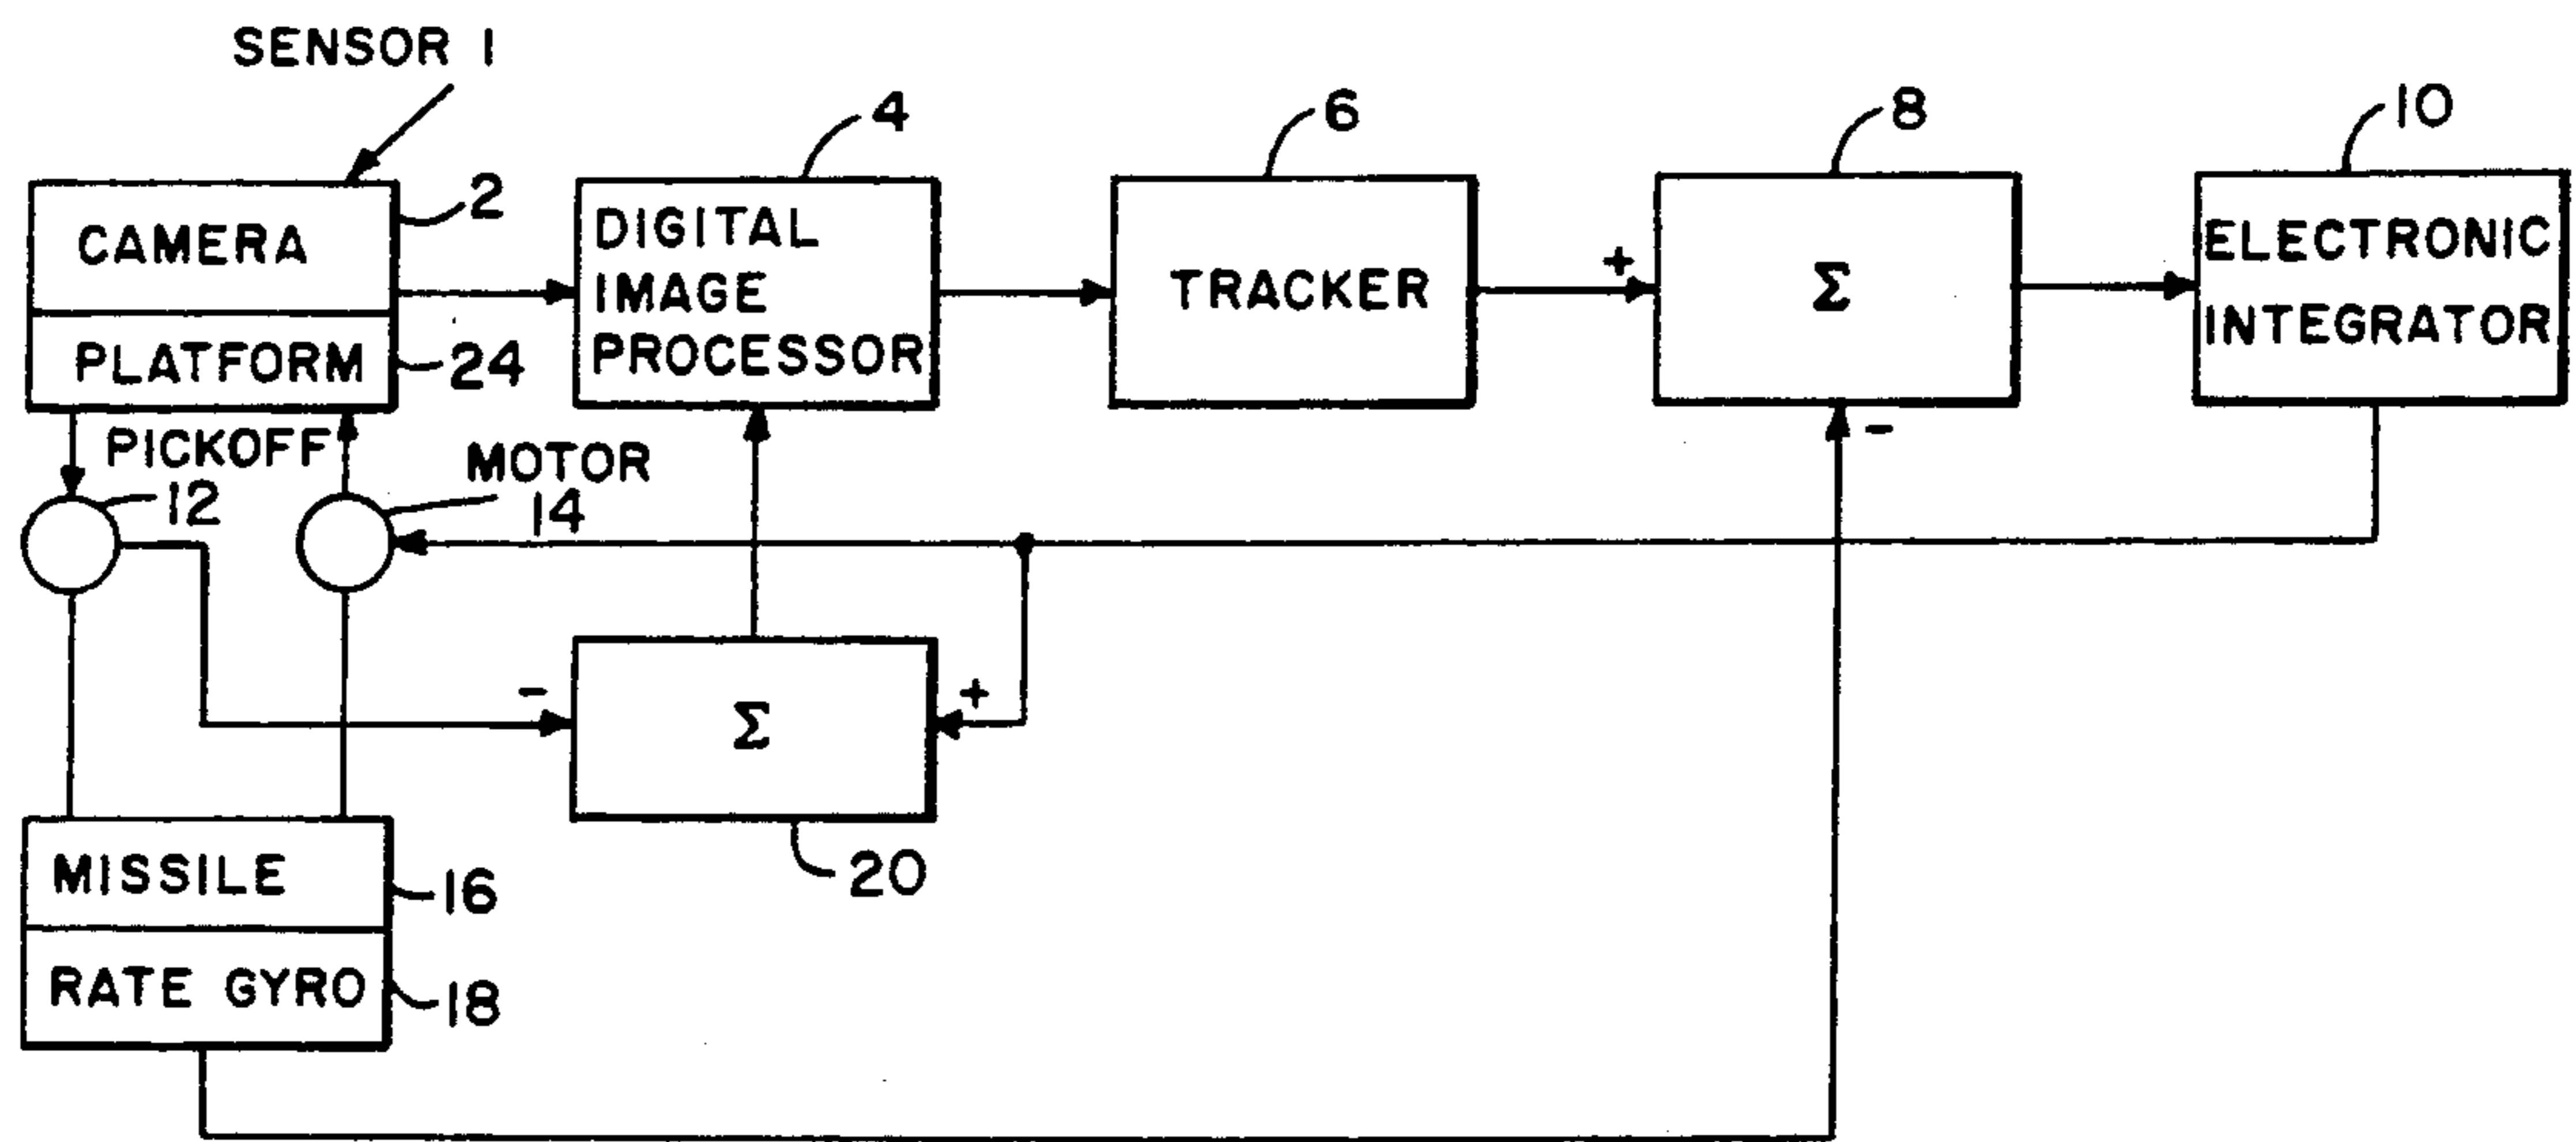 SENSOR 1
4
6
8
10
CAMERA
2
DIGITAL
IMAGE
PROCESSOR
TRACKER
+
Σ
ELECTRONIC
INTEGRATOR
PLATFORM
24
-
PICKOFF
12
MOTOR
14
-
Σ
+
20
MISSILE
16
RATE GYRO
18